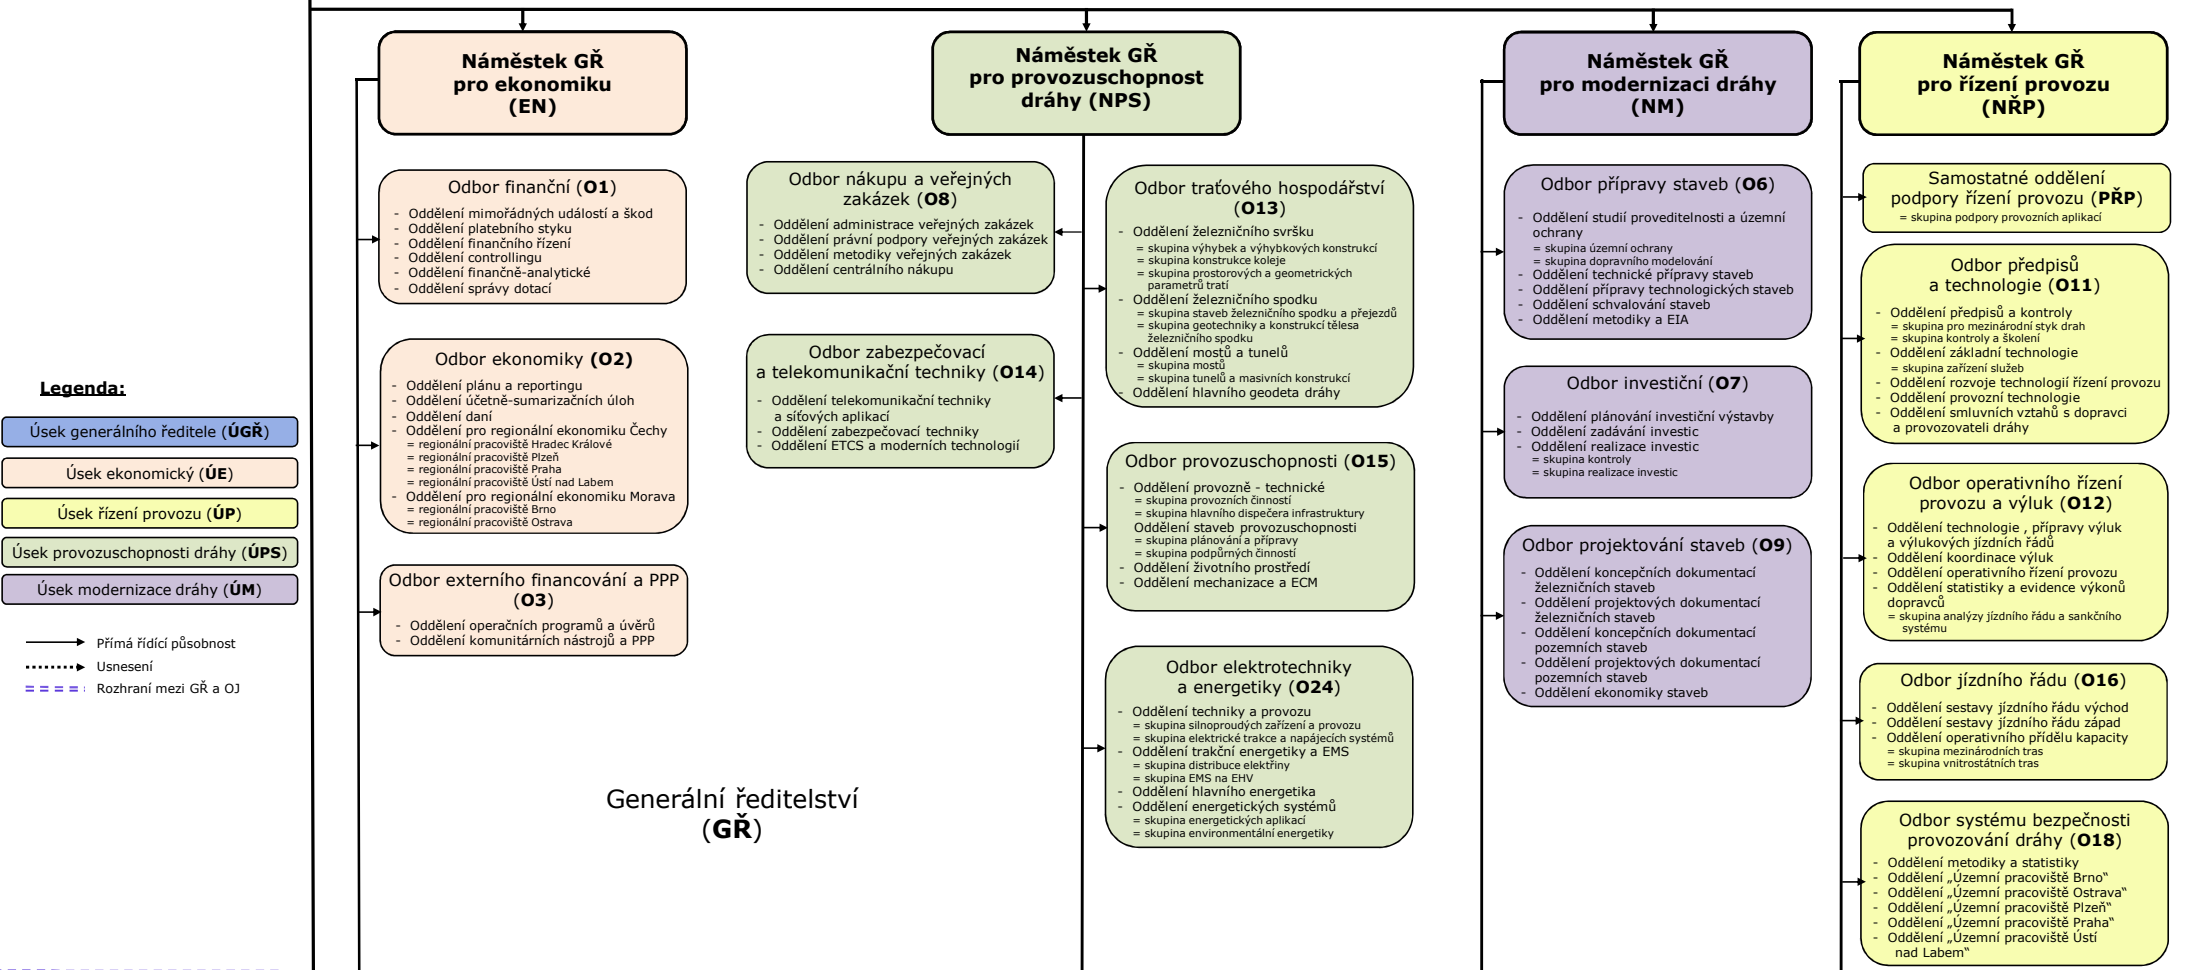 Náměstek GŘ
pro ekonomiku
(EN)
Náměstek GŘ
pro provozuschopnost
dráhy (NPS)
Náměstek GŘ
pro modernizaci dráhy
(NM)
Náměstek GŘ
pro řízení provozu
(NŘP)
Odbor finanční (O1)
- Oddělení mimořádných událostí a škod
- Oddělení platebního styku
- Oddělení finančního řízení
- Oddělení controllingu
- Oddělení finančně-analytické
- Oddělení správy dotací
Odbor ekonomiky (O2)
- Oddělení plánu a reportingu
- Oddělení účetně-sumarizačních úloh
- Oddělení daní
- Oddělení pro regionální ekonomiku Čechy
= regionální pracoviště Hradec Králové
= regionální pracoviště Plzeň
= regionální pracoviště Praha
= regionální pracoviště Ústí nad Labem
- Oddělení pro regionální ekonomiku Morava
= regionální pracoviště Brno
= regionální pracoviště Ostrava
Odbor externího financování a PPP
(O3)
- Oddělení operačních programů a úvěrů
- Oddělení komunitárních nástrojů a PPP
Odbor nákupu a veřejných
zakázek (O8)
- Oddělení administrace veřejných zakázek
- Oddělení právní podpory veřejných zakázek
- Oddělení metodiky veřejných zakázek
- Oddělení centrálního nákupu
Odbor zabezpečovací
a telekomunikační techniky (O14)
- Oddělení telekomunikační techniky
a síťových aplikací
- Oddělení zabezpečovací techniky
- Oddělení ETCS a moderních technologií
Odbor traťového hospodářství
(O13)
- Oddělení železničního svršku
= skupina výhybek a výhybkových konstrukcí
= skupina konstrukce koleje
= skupina prostorových a geometrických
parametrů tratí
- Oddělení železničního spodku
= skupina staveb železničního spodku a přejezdů
= skupina geotechniky a konstrukcí tělesa
železničního spodku
- Oddělení mostů a tunelů
= skupina mostů
= skupina tunelů a masivních konstrukcí
- Oddělení hlavního geodeta dráhy
Odbor provozuschopnosti (O15)
- Oddělení provozně - technické
= skupina provozních činností
= skupina hlavního dispečera infrastruktury
Oddělení staveb provozuschopnosti
= skupina plánování a přípravy
= skupina podpůrných činností
- Oddělení životního prostředí
- Oddělení mechanizace a ECM
Odbor elektrotechniky
a energetiky (O24)
- Oddělení techniky a provozu
= skupina silnoproudých zařízení a provozu
= skupina elektrické trakce a napájecích systémů
- Oddělení trakční energetiky a EMS
= skupina distribuce elektřiny
= skupina EMS na EHV
- Oddělení hlavního energetika
- Oddělení energetických systémů
= skupina energetických aplikací
= skupina environmentální energetiky
Odbor přípravy staveb (O6)
- Oddělení studií proveditelnosti a územní
ochrany
= skupina územní ochrany
= skupina dopravního modelování
- Oddělení technické přípravy staveb
- Oddělení přípravy technologických staveb
- Oddělení schvalování staveb
- Oddělení metodiky a EIA
Odbor investiční (O7)
- Oddělení plánování investiční výstavby
- Oddělení zadávání investic
- Oddělení realizace investic
= skupina kontroly
= skupina realizace investic
Odbor projektování staveb (O9)
- Oddělení koncepčních dokumentací
železničních staveb
- Oddělení projektových dokumentací
železničních staveb
- Oddělení koncepčních dokumentací
pozemních staveb
- Oddělení projektových dokumentací
pozemních staveb
- Oddělení ekonomiky staveb
Samostatné oddělení
podpory řízení provozu (PŘP)
= skupina podpory provozních aplikací
Odbor předpisů
a technologie (O11)
- Oddělení předpisů a kontroly
= skupina pro mezinárodní styk drah
= skupina kontroly a školení
- Oddělení základní technologie
= skupina zařízení služeb
- Oddělení rozvoje technologií řízení provozu
- Oddělení provozní technologie
- Oddělení smluvních vztahů s dopravci
a provozovateli dráhy
Odbor operativního řízení
provozu a výluk (O12)
- Oddělení technologie , přípravy výluk
a výlukových jízdních řádů
- Oddělení koordinace výluk
- Oddělení operativního řízení provozu
- Oddělení statistiky a evidence výkonů
dopravců
= skupina analýzy jízdního řádu a sankčního
systému
Odbor jízdního řádu (O16)
- Oddělení sestavy jízdního řádu východ
- Oddělení sestavy jízdního řádu západ
- Oddělení operativního přídělu kapacity
= skupina mezinárodních tras
= skupina vnitrostátních tras
Odbor systému bezpečnosti
provozování dráhy (O18)
- Oddělení metodiky a statistiky
- Oddělení „Územní pracoviště Brno“
- Oddělení „Územní pracoviště Ostrava“
- Oddělení „Územní pracoviště Plzeň“
- Oddělení „Územní pracoviště Praha“
- Oddělení „Územní pracoviště Ústí
nad Labem“
Legenda:
Úsek generálního ředitele (ÚGŘ)
Úsek ekonomický (ÚE)
Úsek řízení provozu (ÚP)
Úsek provozuschopnosti dráhy (ÚPS)
Úsek modernizace dráhy (ÚM)
Přímá řídící působnost
Usnesení
Rozhraní mezi GŘ a OJ
Generální ředitelství
(GŘ)